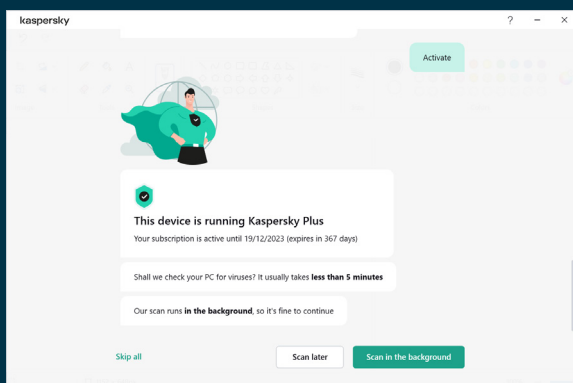 kaspersky
?
Activate
This device is running Kaspersky Plus
Your subscription is active until 19/12/2023 (expires in 367 days)
Shall we check your PC for viruses? It usually takes less than 5 minutes
Our scan runs in the background, so it's fine to continue
Skip all
Scan later
Scan in the background